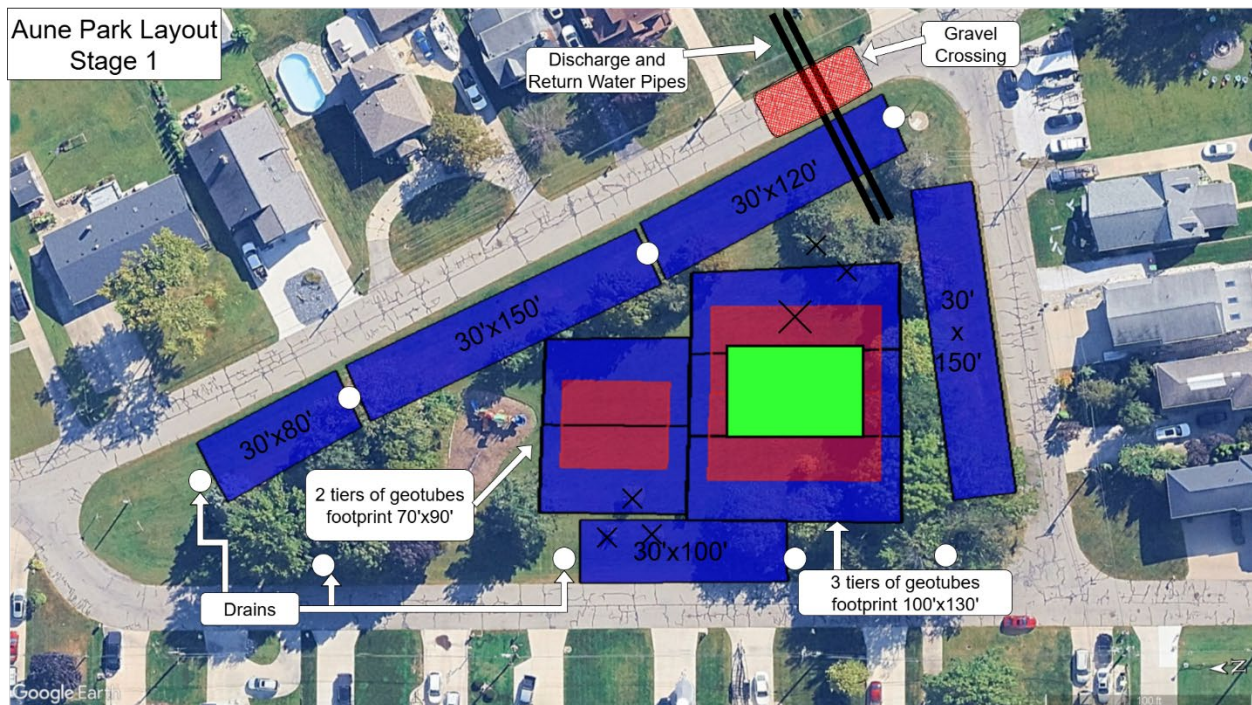 Aune Park Layout
Stage 1
Discharge and
Return Water Pipes
Gravel
Crossing
30'x120'
30'x150'
30'
x
150'
30'x80'
2 tiers of geotubes
footprint 70'x90'
30'x100'
3 tiers of geotubes
footprint 100'x130'
Drains
Google Earth
100 ft
Z